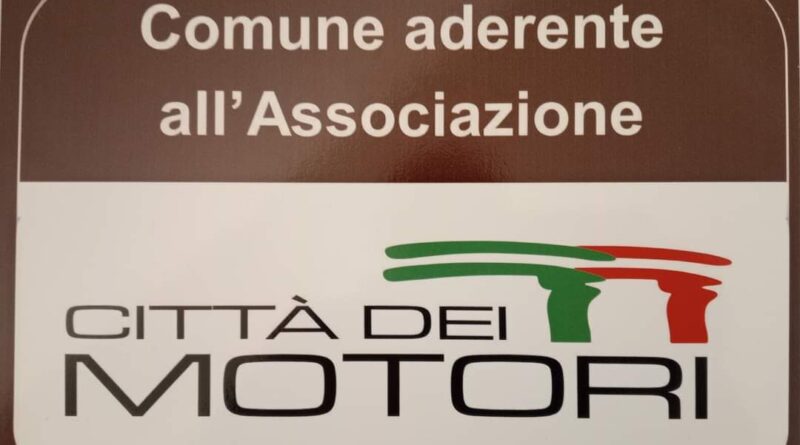 Comune aderente
all'Associazione
CITTÀ DEI
MOTORI